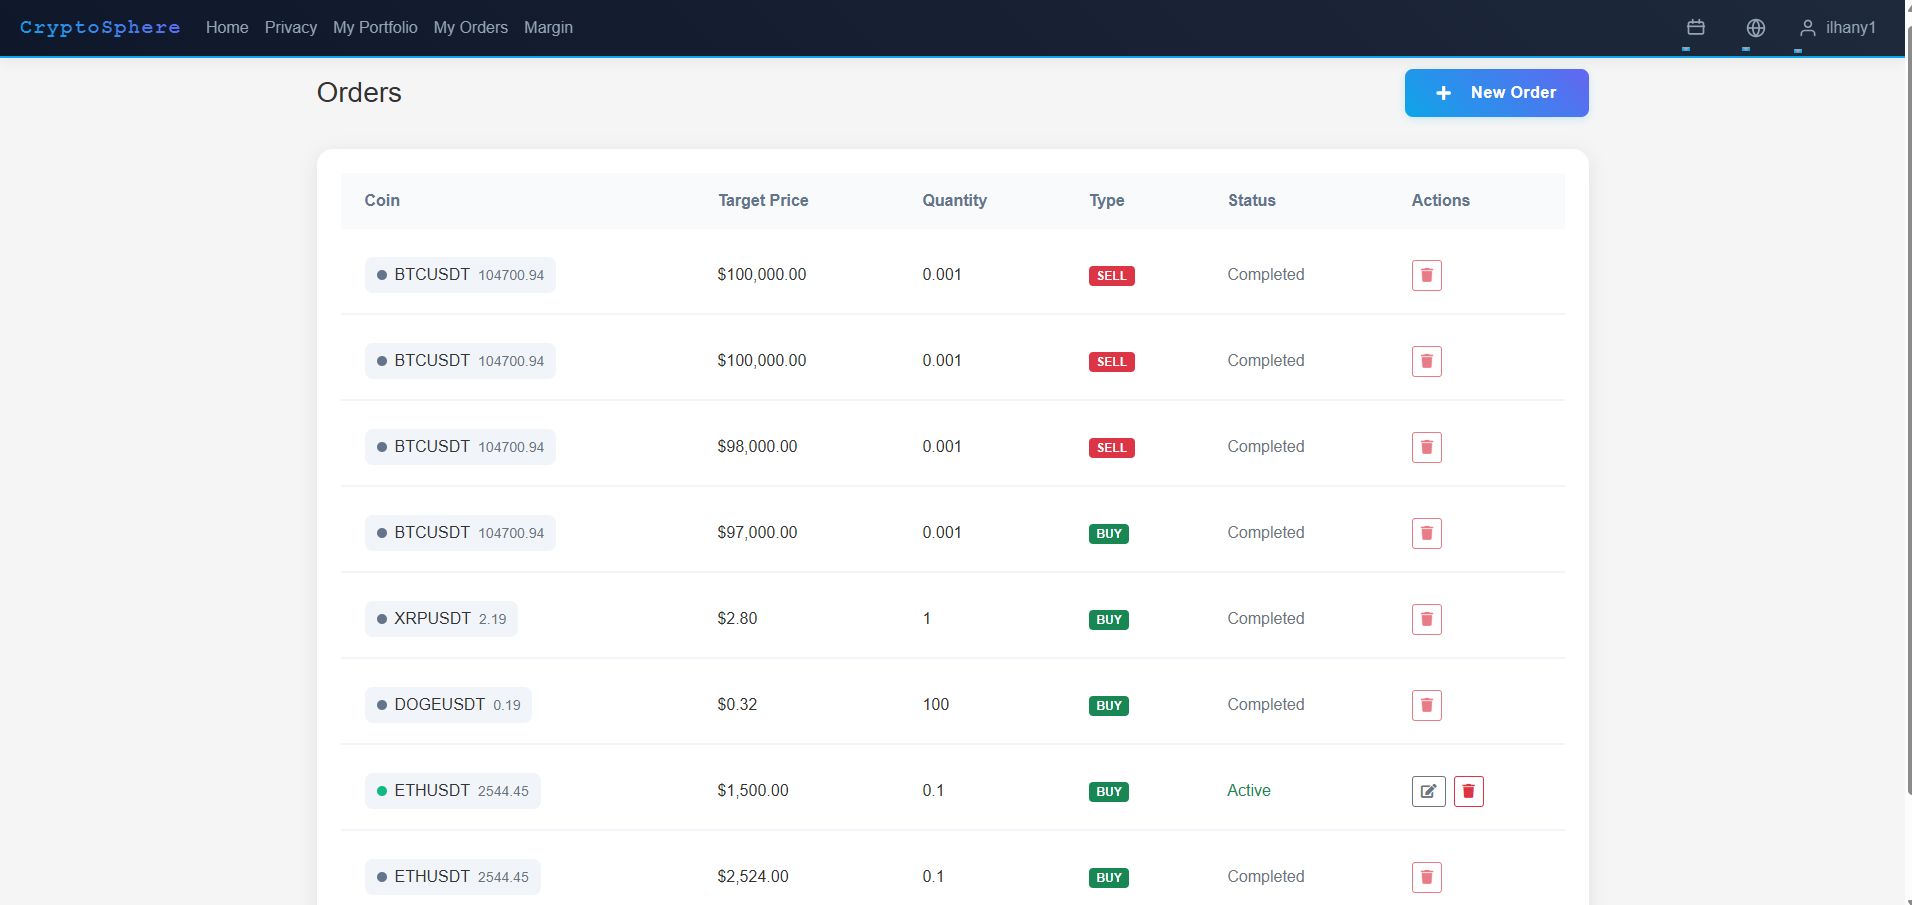 CryptoSphere Home Privacy My Portfolio My Orders Margin ilhany1
Orders
New Order
Coin Target Price Quantity Type Status Actions
BTCUSDT 104700.94 $100,000.00 0.001 SELL Completed
BTCUSDT 104700.94 $100,000.00 0.001 SELL Completed
BTCUSDT 104700.94 $98,000.00 0.001 SELL Completed
BTCUSDT 104700.94 $97,000.00 0.001 BUY Completed
XRPUSDT 2.19 $2.80 1 BUY Completed
DOGEUSDT 0.19 $0.32 100 BUY Completed
ETHUSDT 2544.45 $1,500.00 0.1 BUY Active
ETHUSDT 2544.45 $2,524.00 0.1 BUY Completed